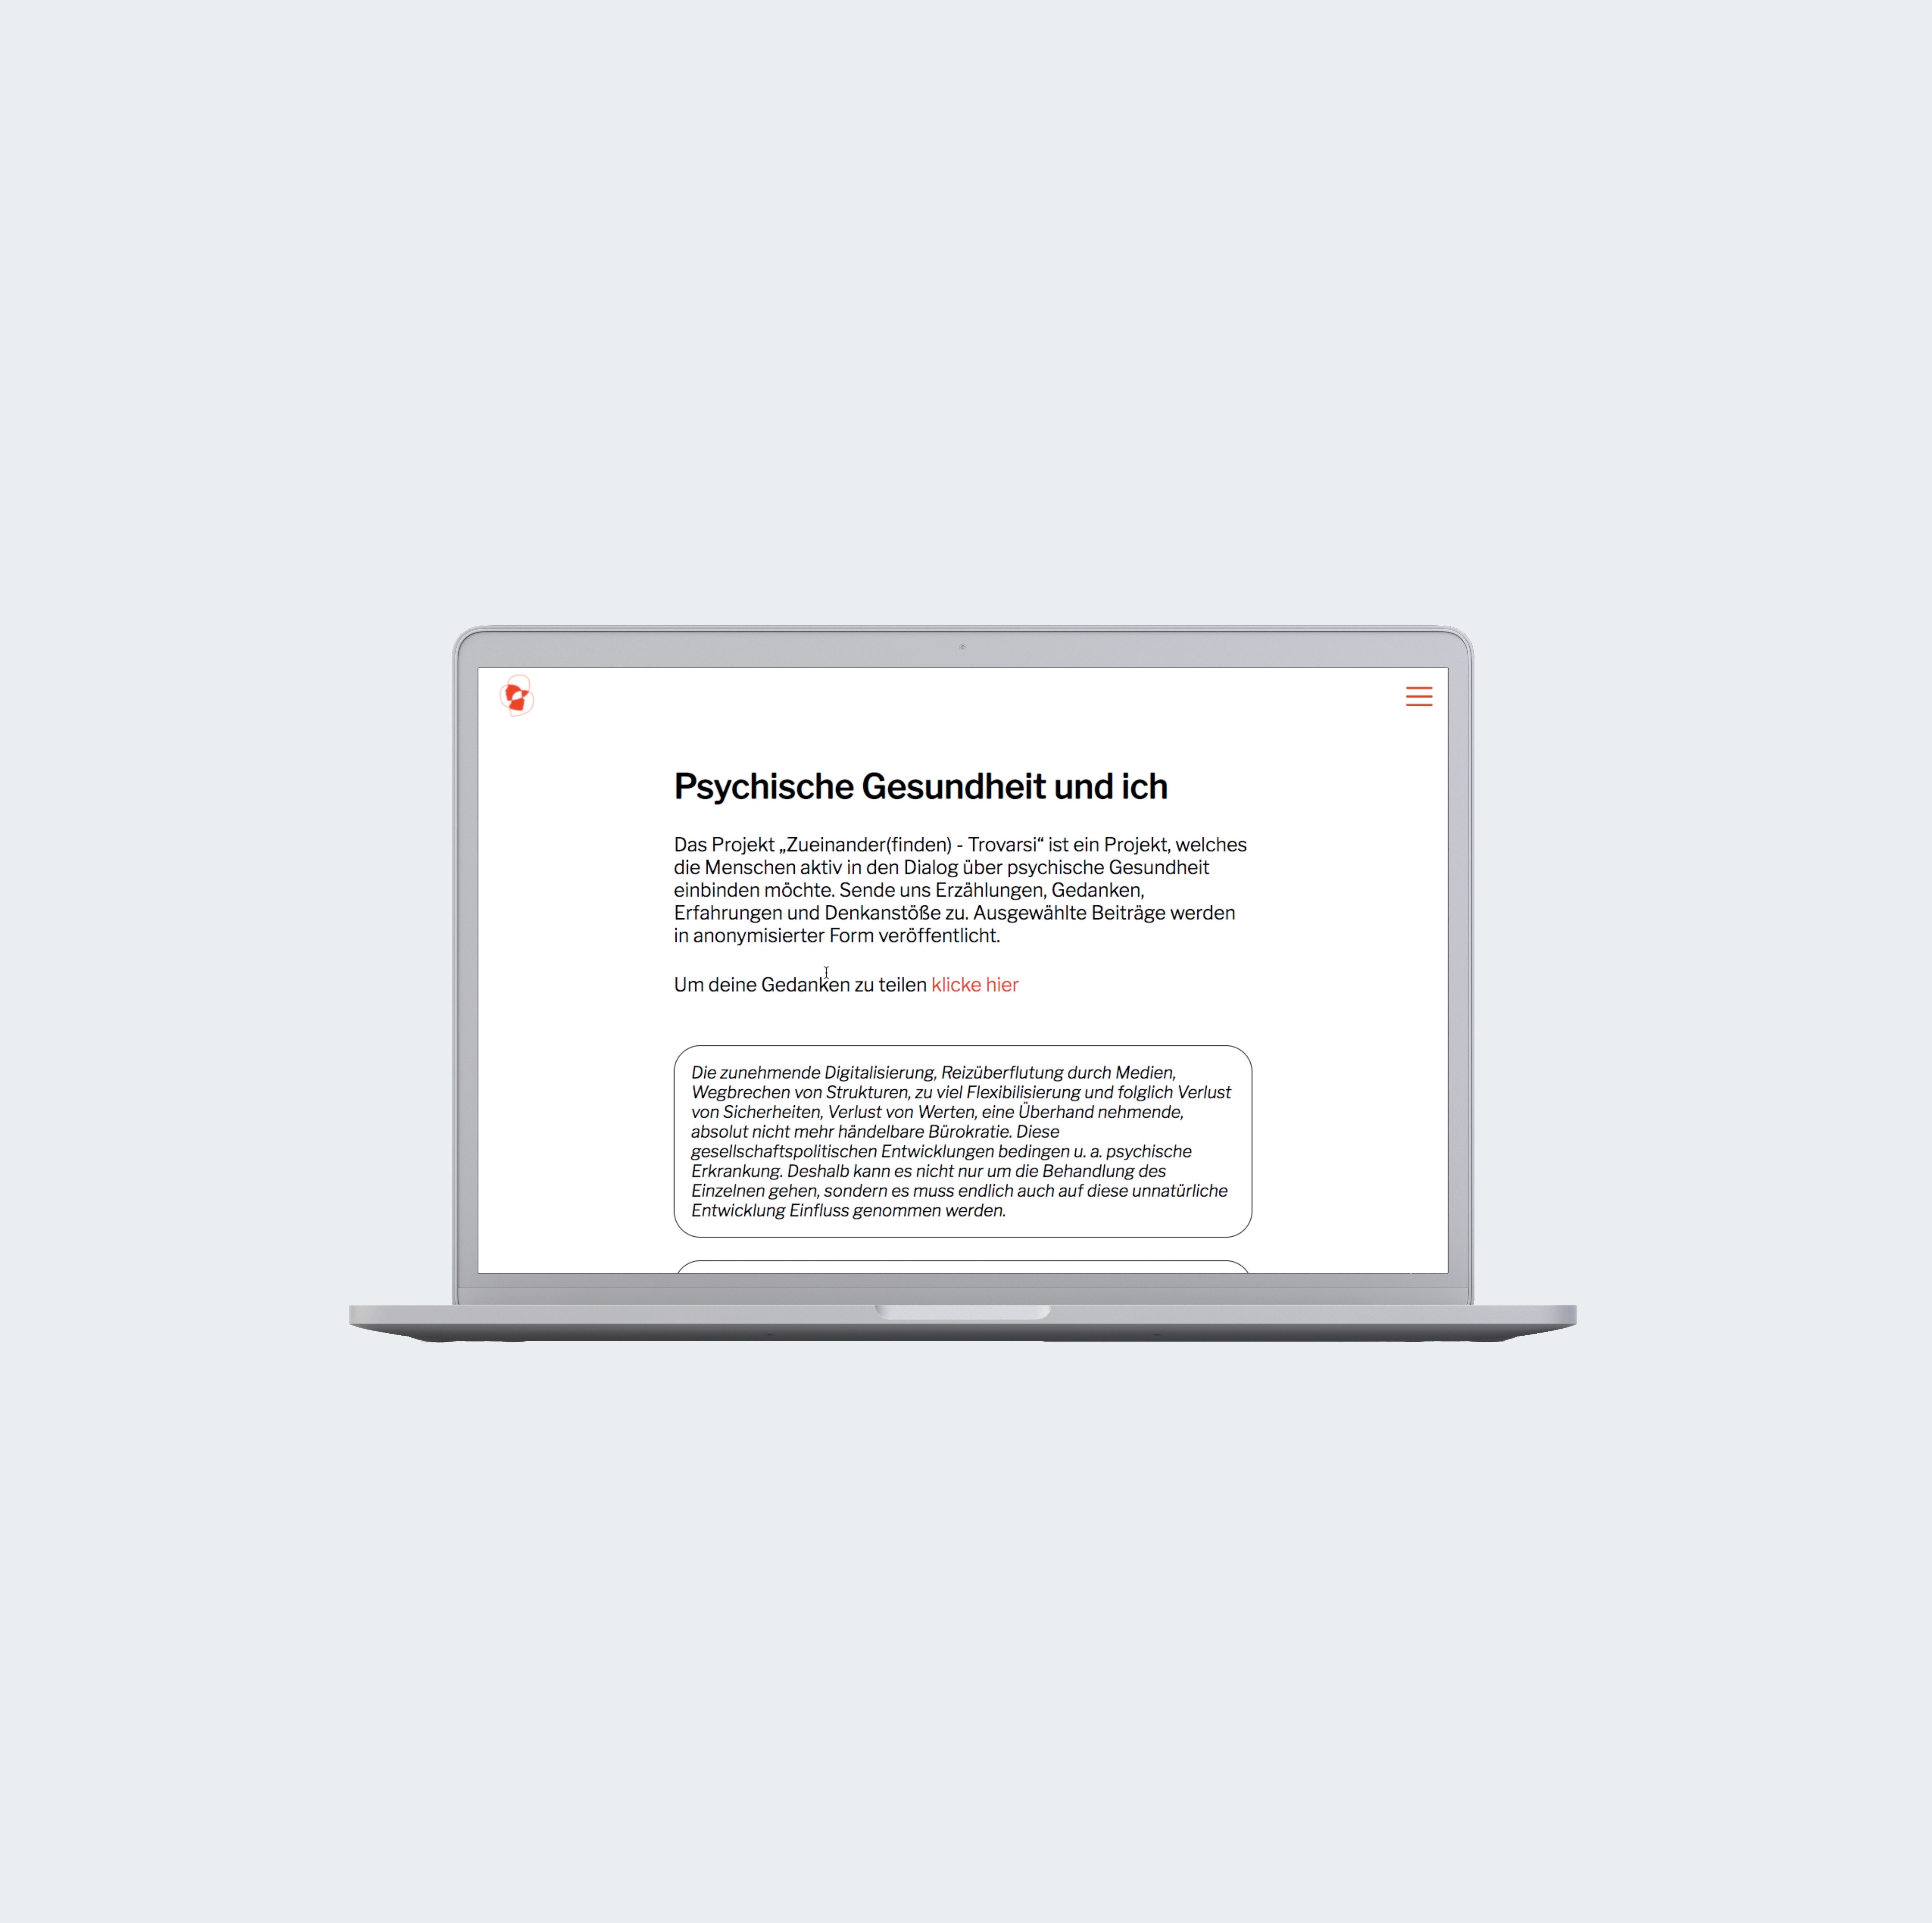 Psychische Gesundheit und ich
Das Projekt „Zueinander(finden) - Trovarsi“ ist ein Projekt, welches
die Menschen aktiv in den Dialog über psychische Gesundheit
einbinden möchte. Sende uns Erzählungen, Gedanken,
Erfahrungen und Denkanstöße zu. Ausgewählte Beiträge werden
in anonymisierter Form veröffentlicht.
Um deine Gedanken zu teilen klicke hier
Die zunehmende Digitalisierung, Reizüberflutung durch Medien,
Wegbrechen von Strukturen, zu viel Flexibilisierung und folglich Verlust
von Sicherheiten, Verlust von Werten, eine Überhand nehmende,
absolut nicht mehr händelbare Bürokratie. Diese
gesellschaftspolitischen Entwicklungen bedingen u. a. psychische
Erkrankung. Deshalb kann es nicht nur um die Behandlung des
Einzelnen gehen, sondern es muss endlich auch auf diese unnatürliche
Entwicklung Einfluss genommen werden.